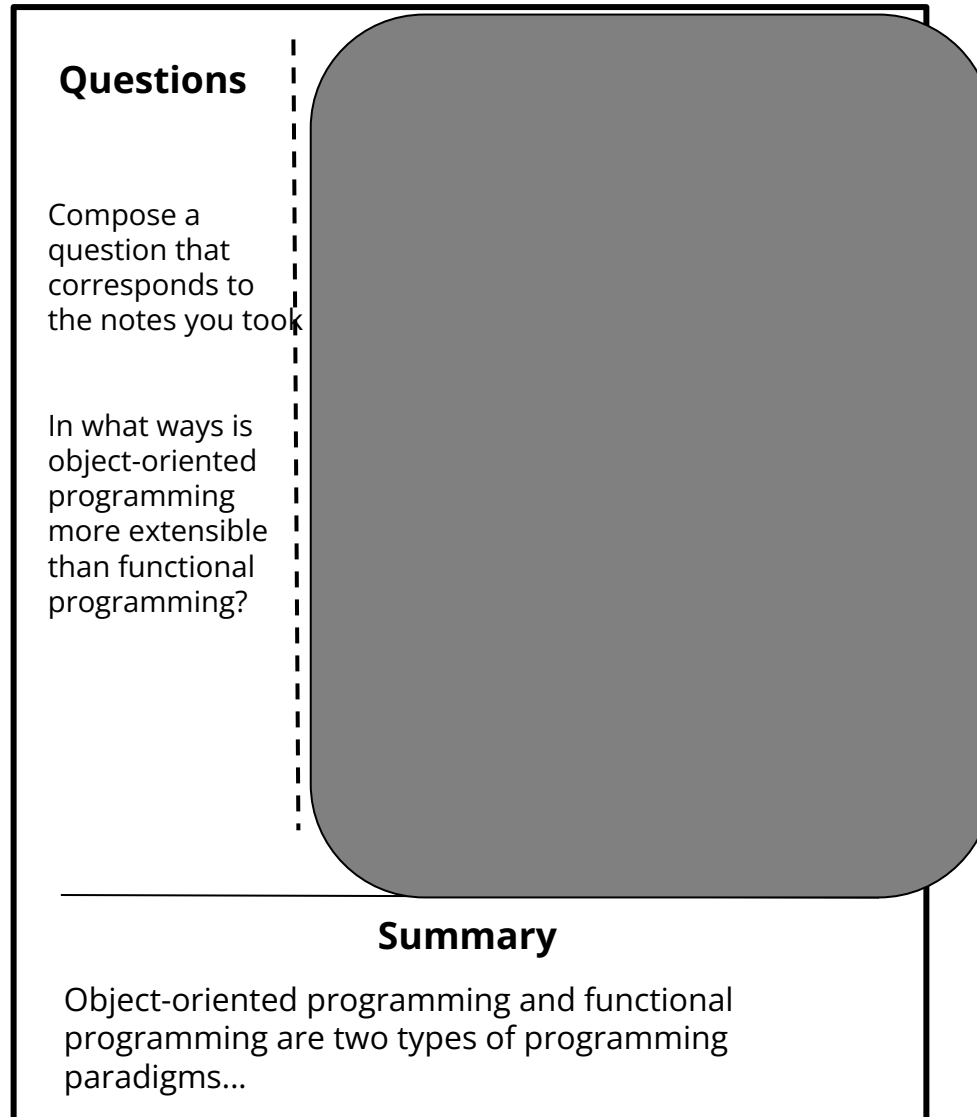 Questions
Compose a
question that
corresponds to
the notes you took
In what ways is
object-oriented
programming
more extensible
than functional
programming?
Summary
Object-oriented programming and functional
programming are two types of programming
paradigms...